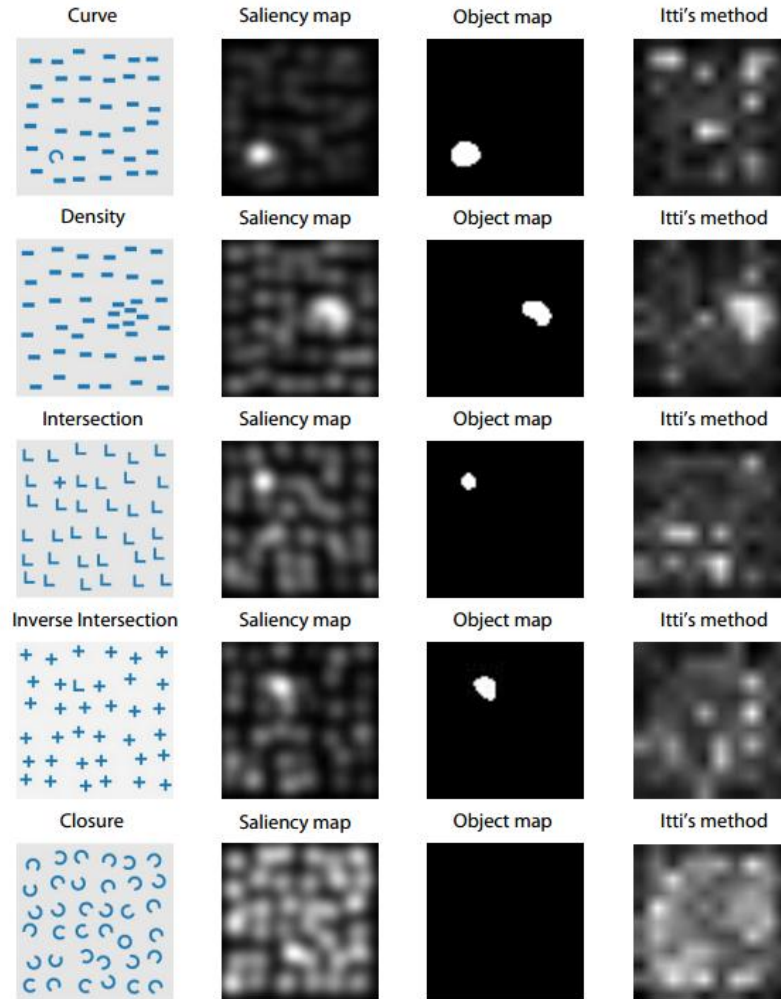 Curve Saliency map Object map Itti's method
Density Saliency map Object map Itti's method
Intersection Saliency map Object map Itti's method
Inverse Intersection Saliency map Object map Itti's method
Closure Saliency map Object map Itti's method